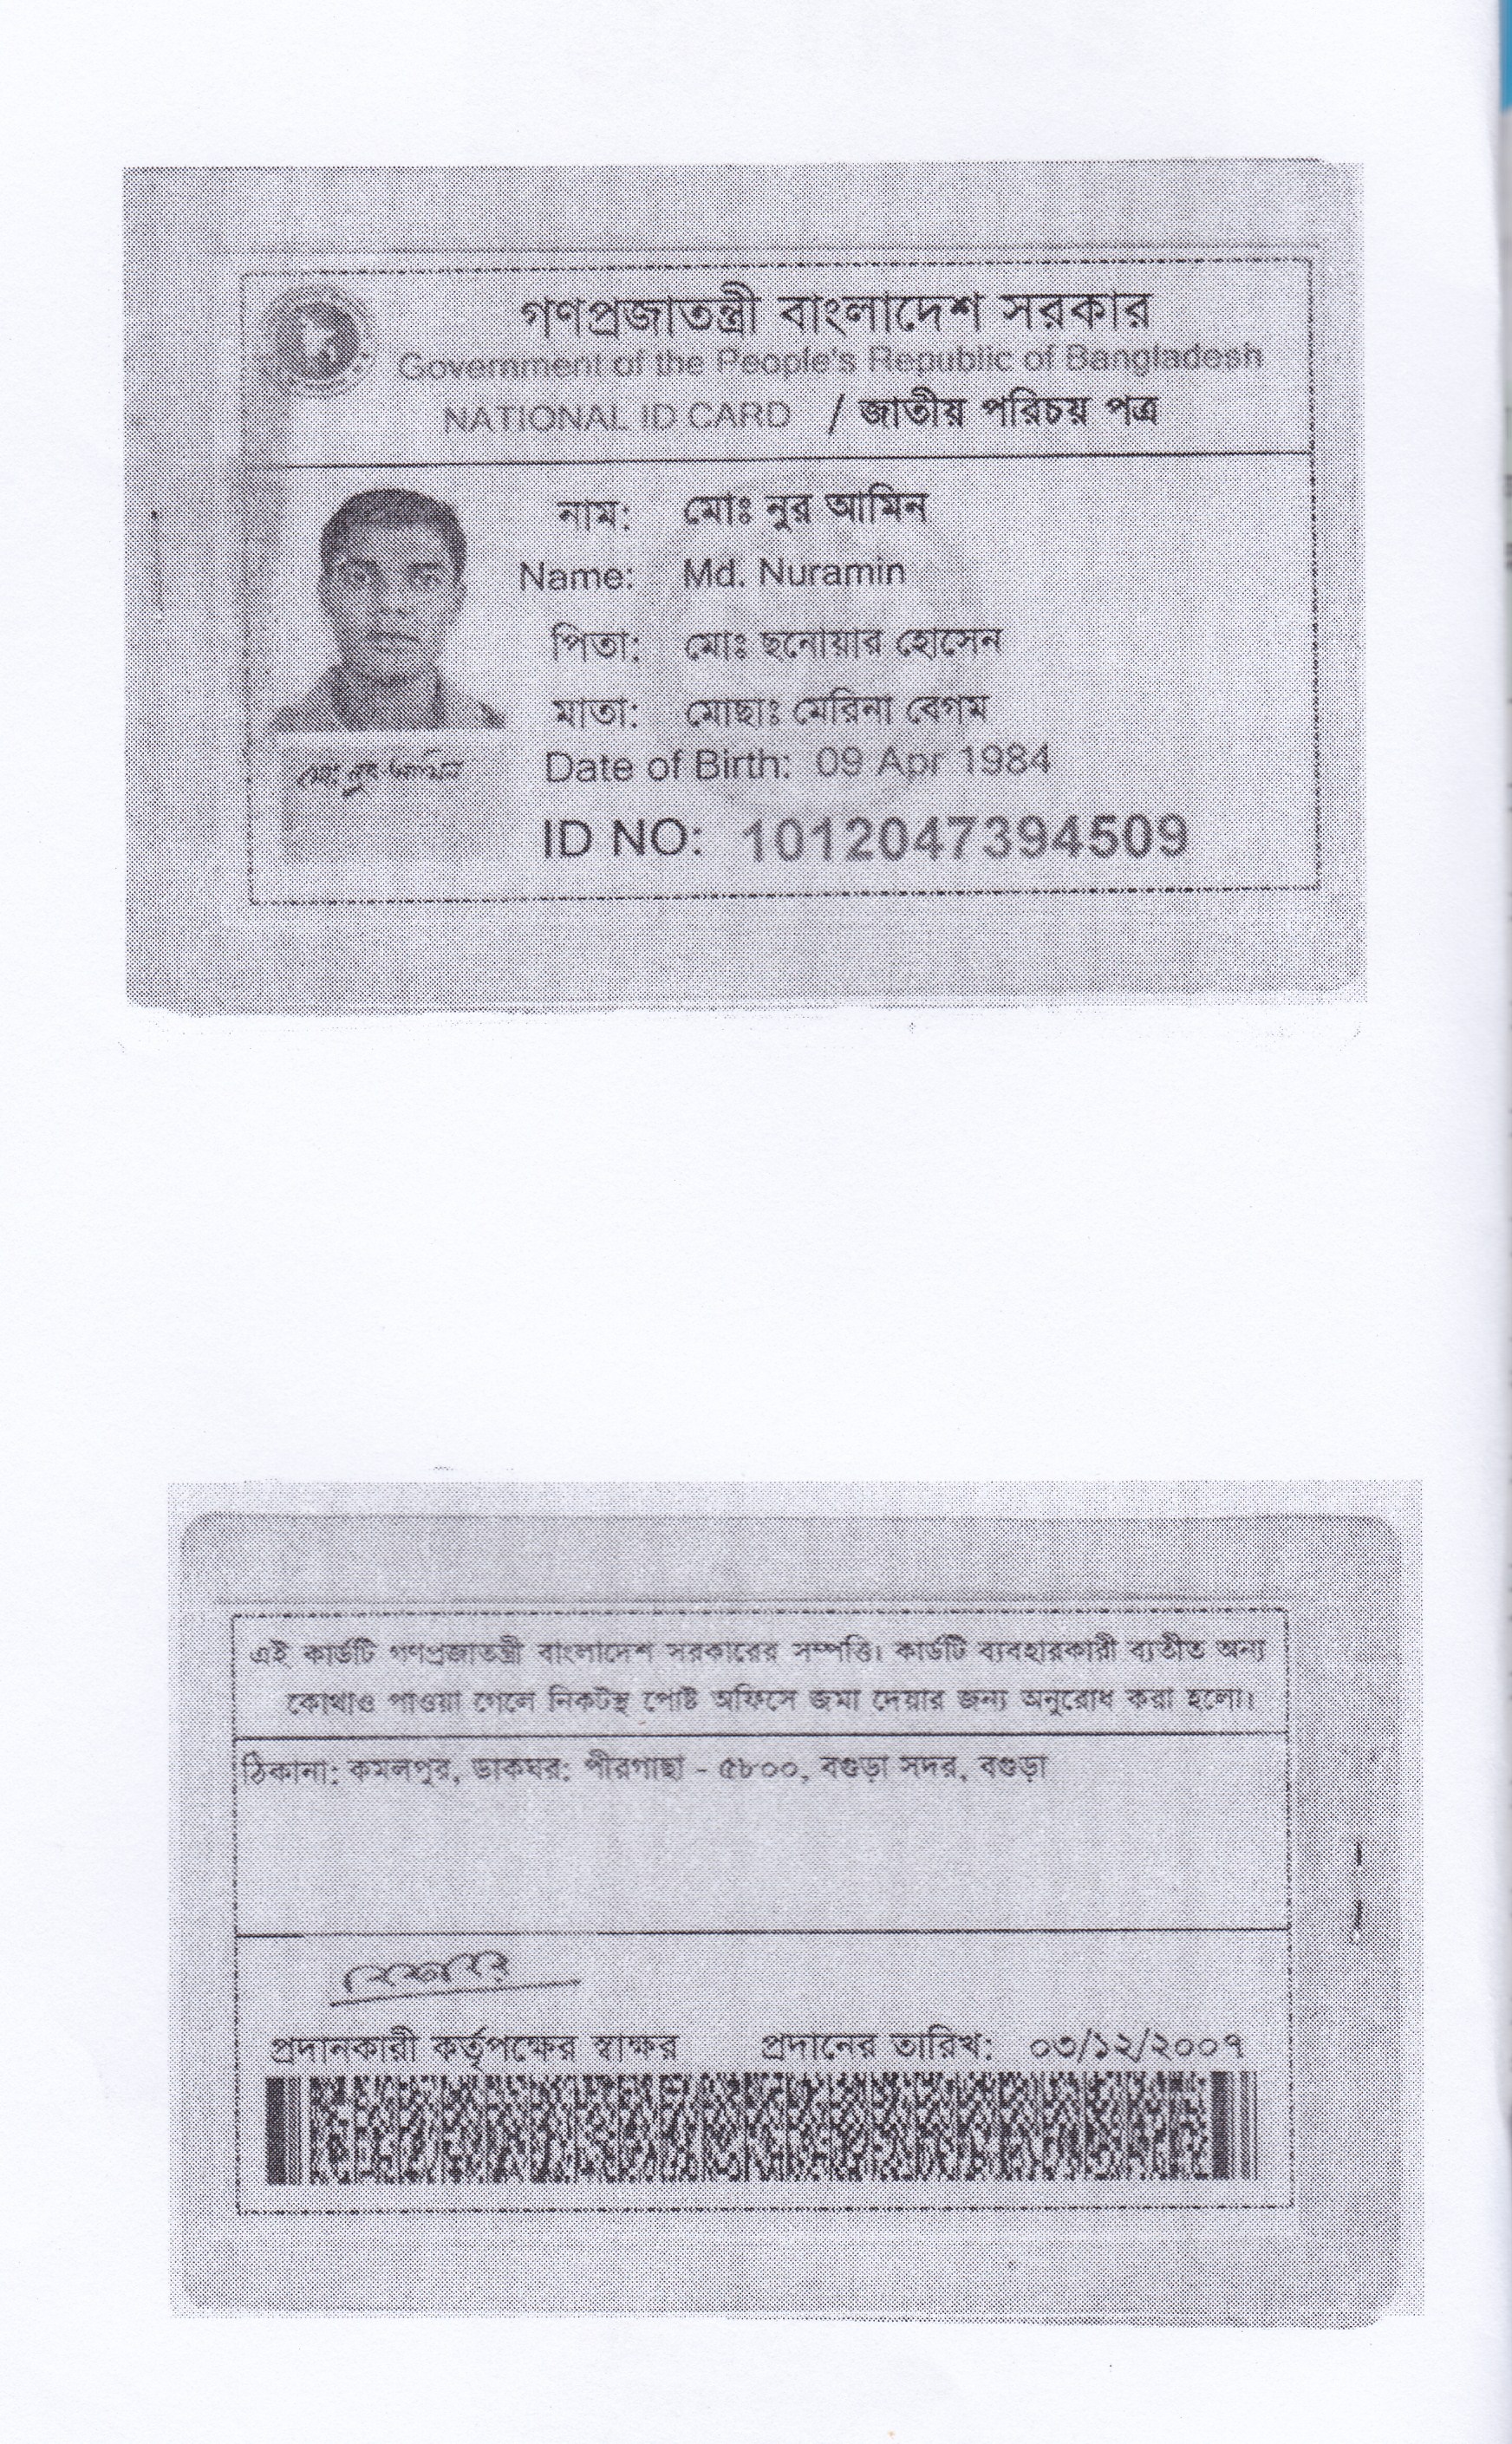 গণপ্রজাতন্ত্রী বাংলাদেশ সরকার
Government of the People's Republic of Bangladesh
NATIONAL ID CARD / জাতীয় পরিচয় পত্র
নাম: মোঃ নুর আমিন
Name: Md. Nuramin
পিতা: মোঃ ছনোয়ার হোসেন
মাতা: মোছাঃ মেরিনা বেগম
Date of Birth: 09 Apr 1984
মোঃ নুর আমিন
ID NO: 1012047394509
এই কার্ডটি গণপ্রজাতন্ত্রী বাংলাদেশ সরকারের সম্পত্তি। কার্ডটি ব্যবহারকারী ব্যতীত অন্য
কোথাও পাওয়া গেলে নিকটস্থ পোষ্ট অফিসে জমা দেয়ার জন্য অনুরোধ করা হলো।
ঠিকানা: কমলপুর, ডাকঘর: পীরগাছা - ৫৮০০, বগুড়া সদর, বগুড়া
প্রদানকারী কর্তৃপক্ষের স্বাক্ষর প্রদানের তারিখ: ০৩/১২/২০০৭